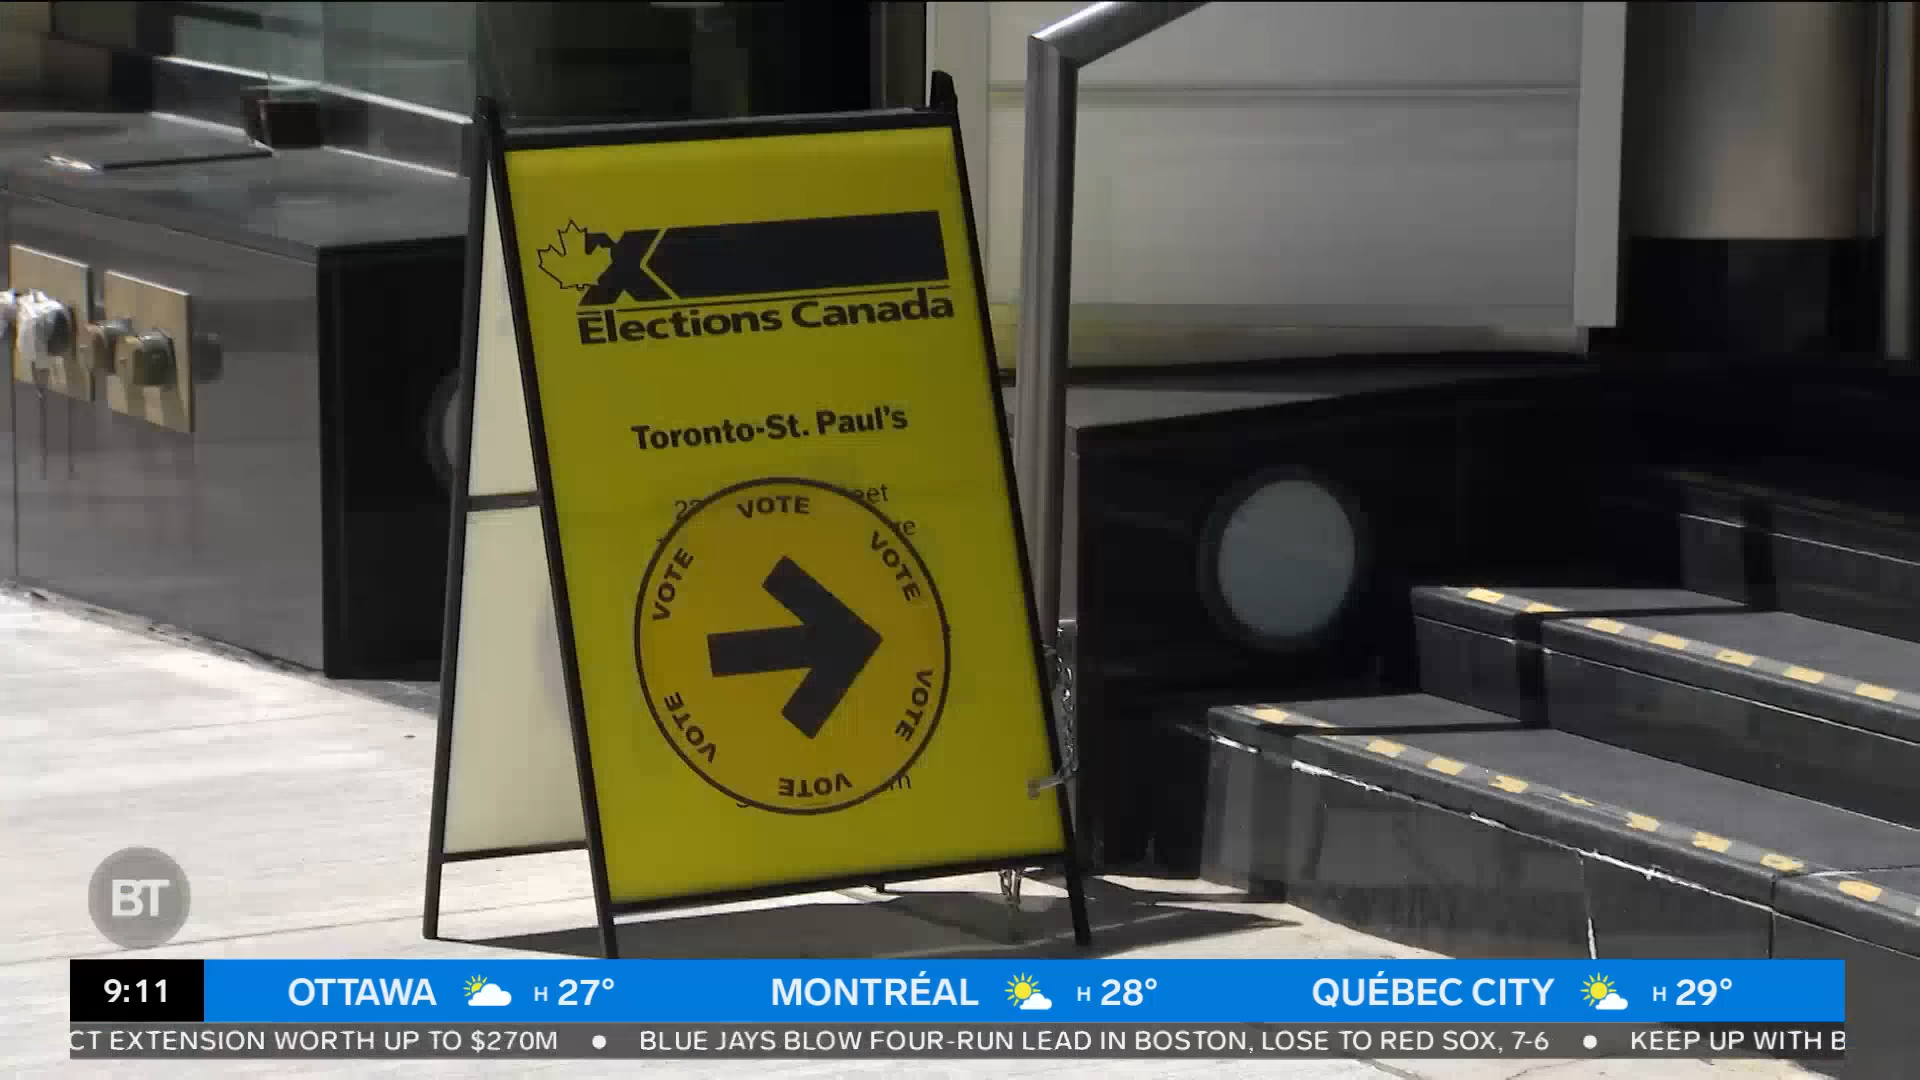 Elections Canada
Toronto-St. Paul's
VOTE
VOTE
VOTE
VOTE
VOTE
VOTE
BT
9:11 OTTAWA H 27° MONTRÉAL H 28° QUÉBEC CITY H 29°
CT EXTENSION WORTH UP TO $270M • BLUE JAYS BLOW FOUR-RUN LEAD IN BOSTON, LOSE TO RED SOX, 7-6 • KEEP UP WITH B